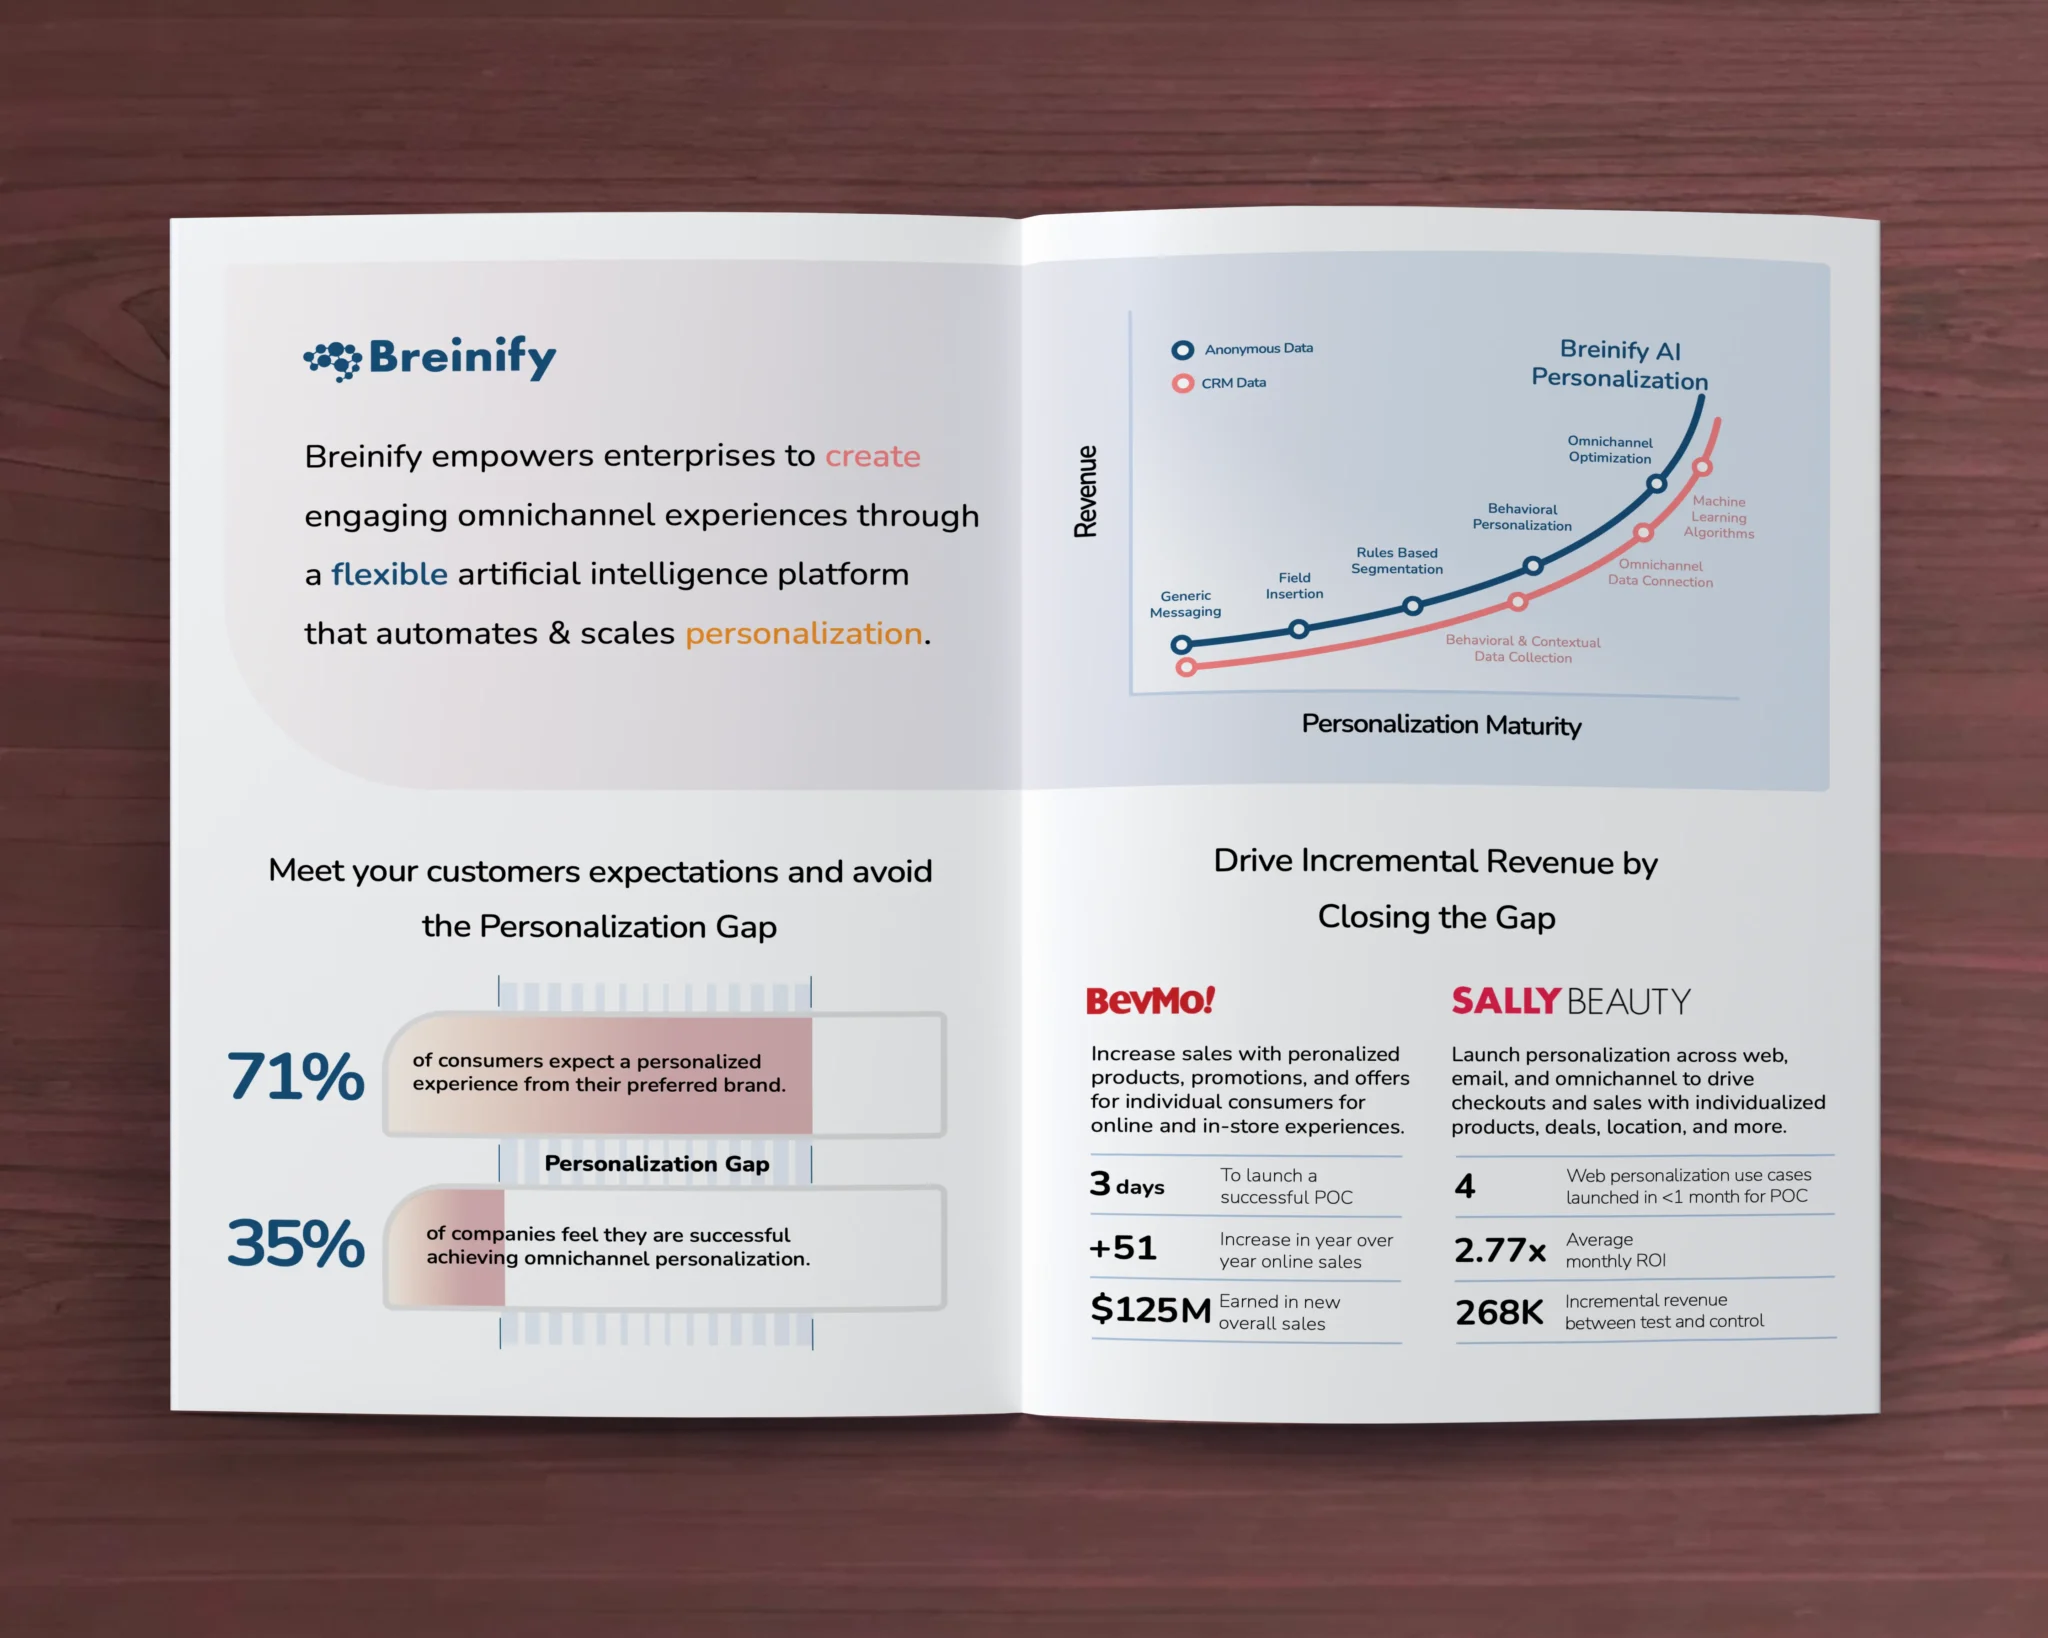 Breinify
Breinify empowers enterprises to create
engaging omnichannel experiences through
a flexible artificial intelligence platform
that automates & scales personalization.
Meet your customers expectations and avoid
the Personalization Gap
71%
of consumers expect a personalized
experience from their preferred brand.
Personalization Gap
35%
of companies feel they are successful
achieving omnichannel personalization.
Revenue
Anonymous Data
CRM Data
Breinify AI
Personalization
Omnichannel
Optimization
Behavioral
Personalization
Rules Based
Segmentation
Field
Insertion
Generic
Messaging
Machine
Learning
Algorithms
Omnichannel
Data Connection
Behavioral & Contextual
Data Collection
Personalization Maturity
Drive Incremental Revenue by
Closing the Gap
BevMo!
Increase sales with peronalized
products, promotions, and offers
for individual consumers for
online and in-store experiences.
3 days
To launch a
successful POC
+51
Increase in year over
year online sales
$125M
Earned in new
overall sales
SALLY BEAUTY
Launch personalization across web,
email, and omnichannel to drive
checkouts and sales with individualized
products, deals, location, and more.
4
Web personalization use cases
launched in <1 month for POC
2.77x
Average
monthly ROI
268K
Incremental revenue
between test and control